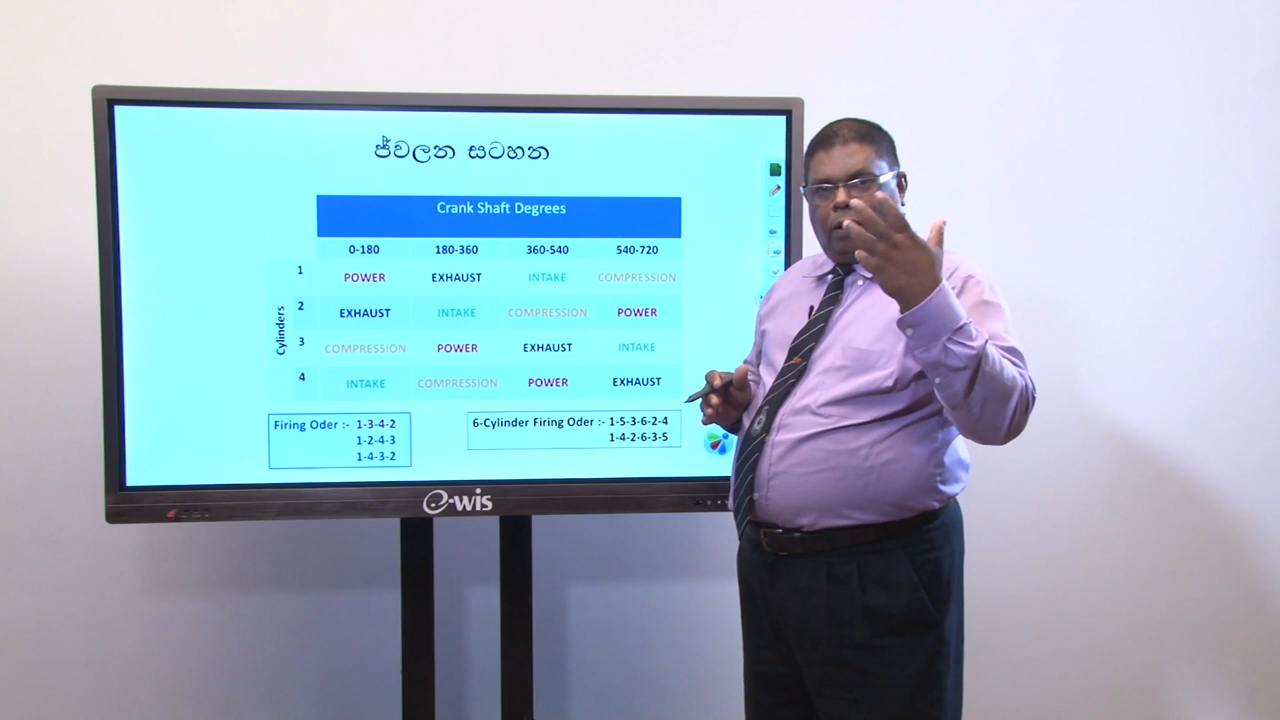 ජ්වලන සටහන
Crank Shaft Degrees
0-180 180-360 360-540 540-720
Cylinders
1 POWER EXHAUST INTAKE COMPRESSION
2 EXHAUST INTAKE COMPRESSION POWER
3 COMPRESSION POWER EXHAUST INTAKE
4 INTAKE COMPRESSION POWER EXHAUST
Firing Oder :- 1-3-4-2
1-2-4-3
1-4-3-2
6-Cylinder Firing Oder :- 1-5-3-6-2-4
1-4-2-6-3-5
e-wis